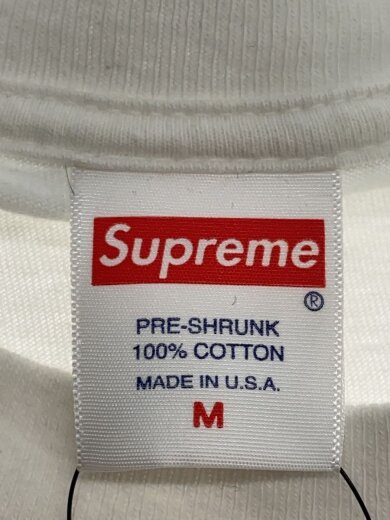 Supreme
®
PRE-SHRUNK
100% COTTON
MADE IN U.S.A.
M